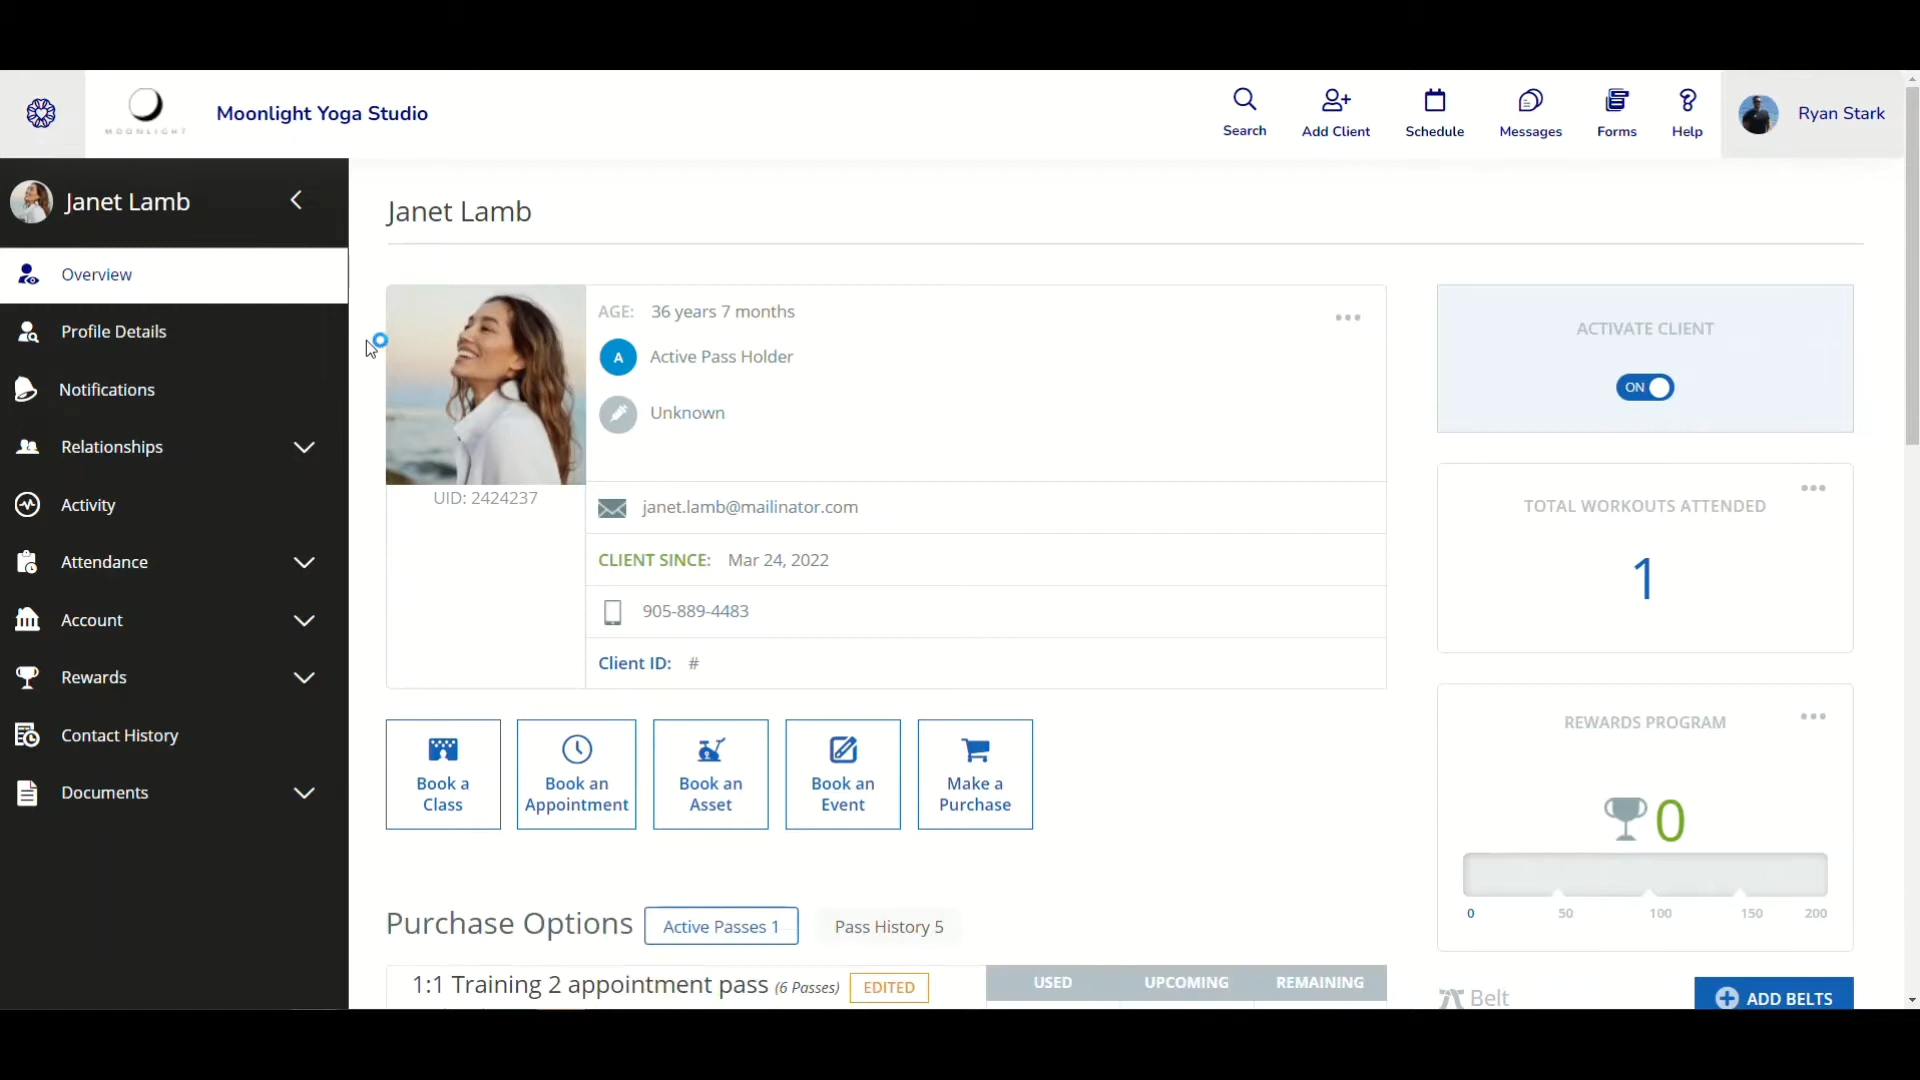 MOONLIGHT
Moonlight Yoga Studio
Search
Add Client
Schedule
Messages
Forms
Help
Ryan Stark
Janet Lamb
Overview
Profile Details
Notifications
Relationships
Activity
Attendance
Account
Rewards
Contact History
Documents
Janet Lamb
AGE: 36 years 7 months
A Active Pass Holder
Unknown
UID: 2424237
janet.lamb@mailinator.com
CLIENT SINCE: Mar 24, 2022
905-889-4483
Client ID: #
Book a
Class
Book an
Appointment
Book an
Asset
Book an
Event
Make a
Purchase
Purchase Options
Active Passes 1
Pass History 5
1:1 Training 2 appointment pass (6 Passes)
EDITED
USED UPCOMING REMAINING
ACTIVATE CLIENT
ON
TOTAL WORKOUTS ATTENDED
1
REWARDS PROGRAM
0
0 50 100 150 200
Belt
ADD BELTS